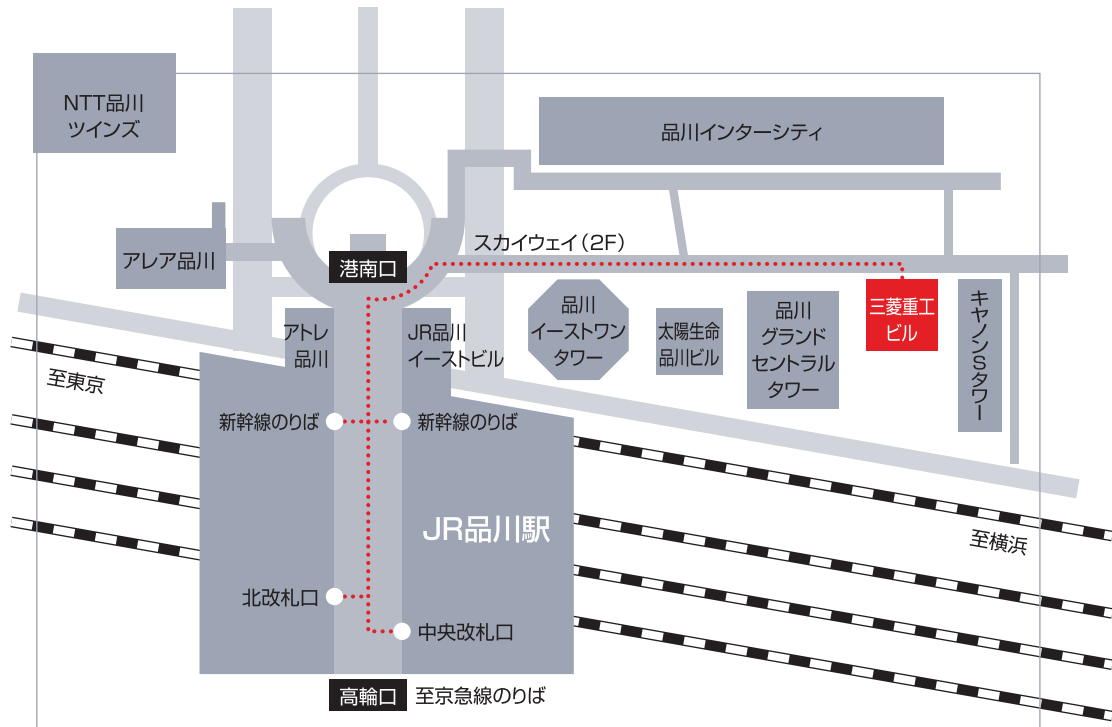 NTT品川
ツインズ
品川インターシティ
アレア品川
港南口
スカイウェイ（2F）
アトレ
品川
JR品川
イーストビル
品川
イーストワン
タワー
太陽生命
品川ビル
品川
グランド
セントラル
タワー
三菱重工
ビル
キヤノンSタワー
至東京
新幹線のりば
新幹線のりば
JR品川駅
至横浜
北改札口
中央改札口
高輪口
至京急線のりば